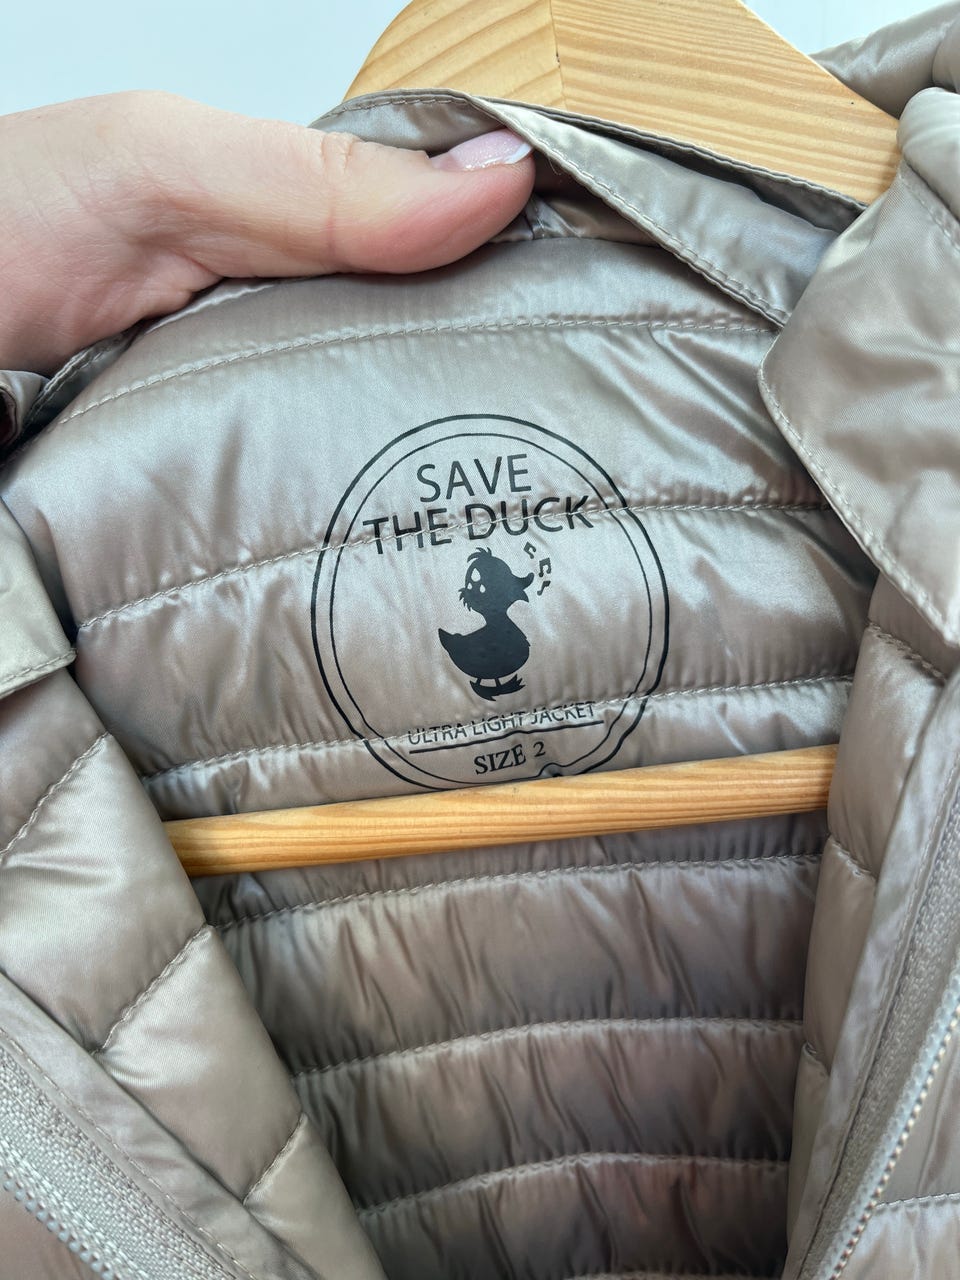 SAVE
THE DUCK
ULTRA LIGHT JACKET
SIZE 2